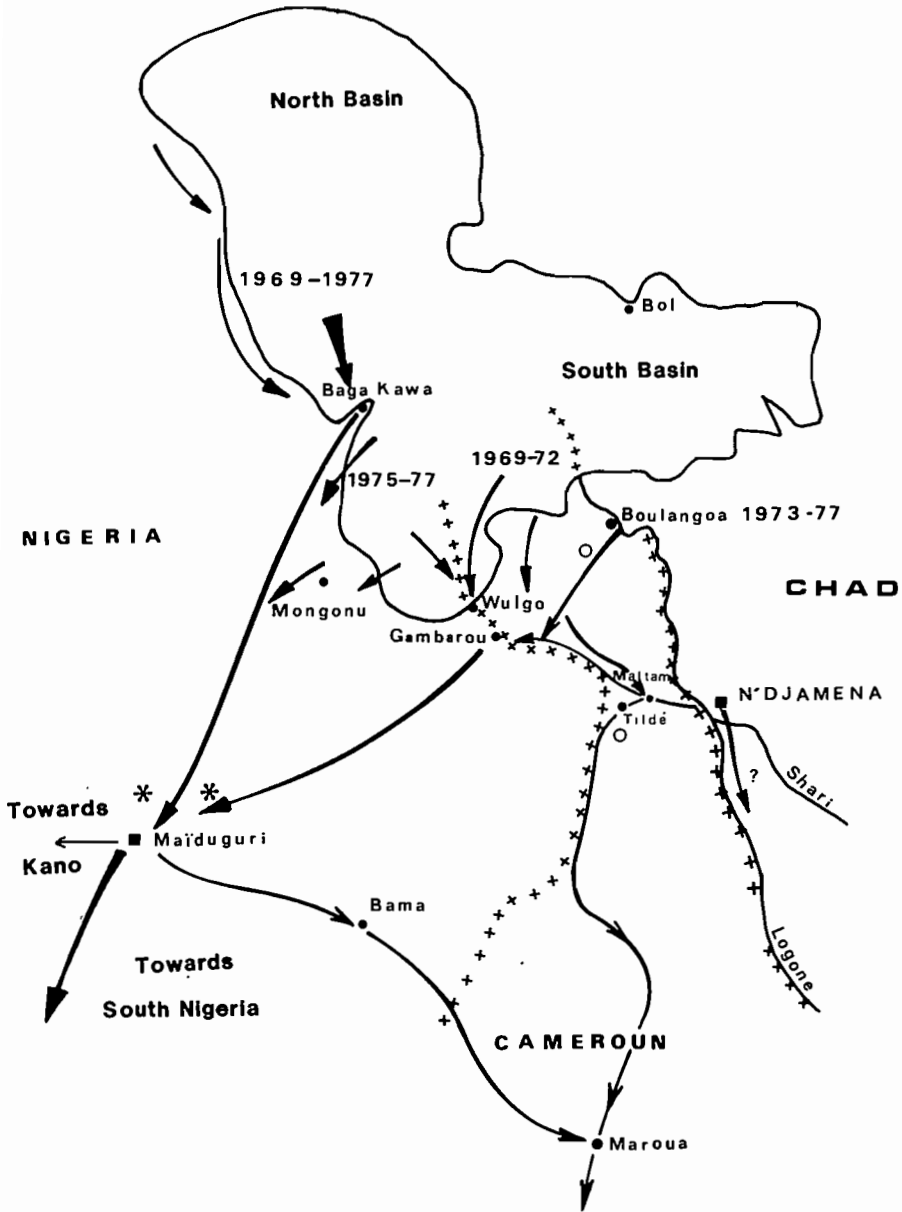 North Basin
1969–1977
Bol
South Basin
Baga Kawa
1969-72
1975–77
Boulangoa 1973-77
NIGERIA
CHAD
Mongonu
Wulgo
Gambarou
Maltam
N'DJAMENA
Tildé
?
Shari
Towards
Maïduguri
Kano
Bama
Towards
South Nigeria
Logone
CAMEROUN
Maroua